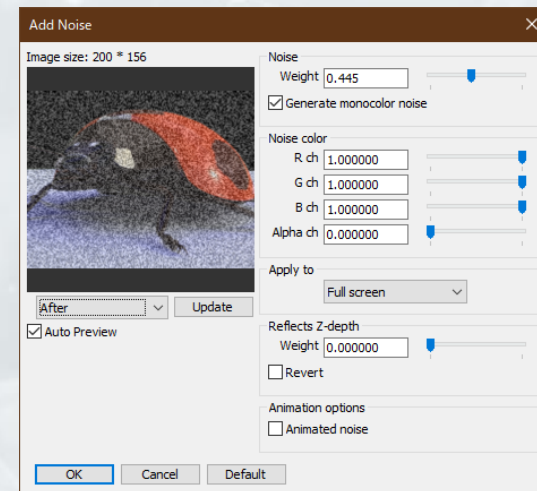 Add Noise
Image size: 200 * 156
After
Update
Auto Preview
Noise
Weight 0.445
Generate monocolor noise
Noise color
R ch 1.000000
G ch 1.000000
B ch 1.000000
Alpha ch 0.000000
Apply to
Full screen
Reflects Z-depth
Weight 0.000000
Revert
Animation options
Animated noise
OK Cancel Default